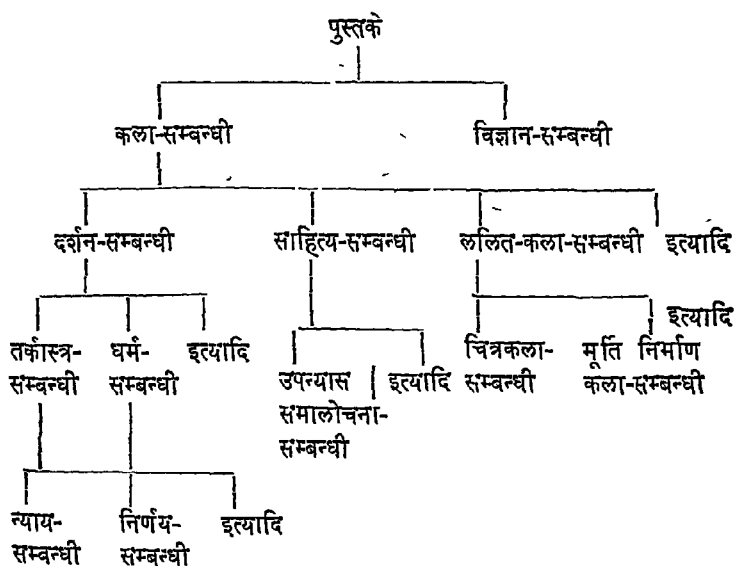 पुस्तके
कला-सम्बन्धी विज्ञान-सम्बन्धी
दर्शन-सम्बन्धी साहित्य-सम्बन्धी ललित-कला-सम्बन्धी इत्यादि
इत्यादि
तर्कास्त्र- धर्म- इत्यादि चित्रकला- मूर्ति निर्माण
सम्बन्धी सम्बन्धी उपन्यास इत्यादि सम्बन्धी कला-सम्बन्धी
समालोचना-
सम्बन्धी
न्याय- निर्णय- इत्यादि
सम्बन्धी सम्बन्धी